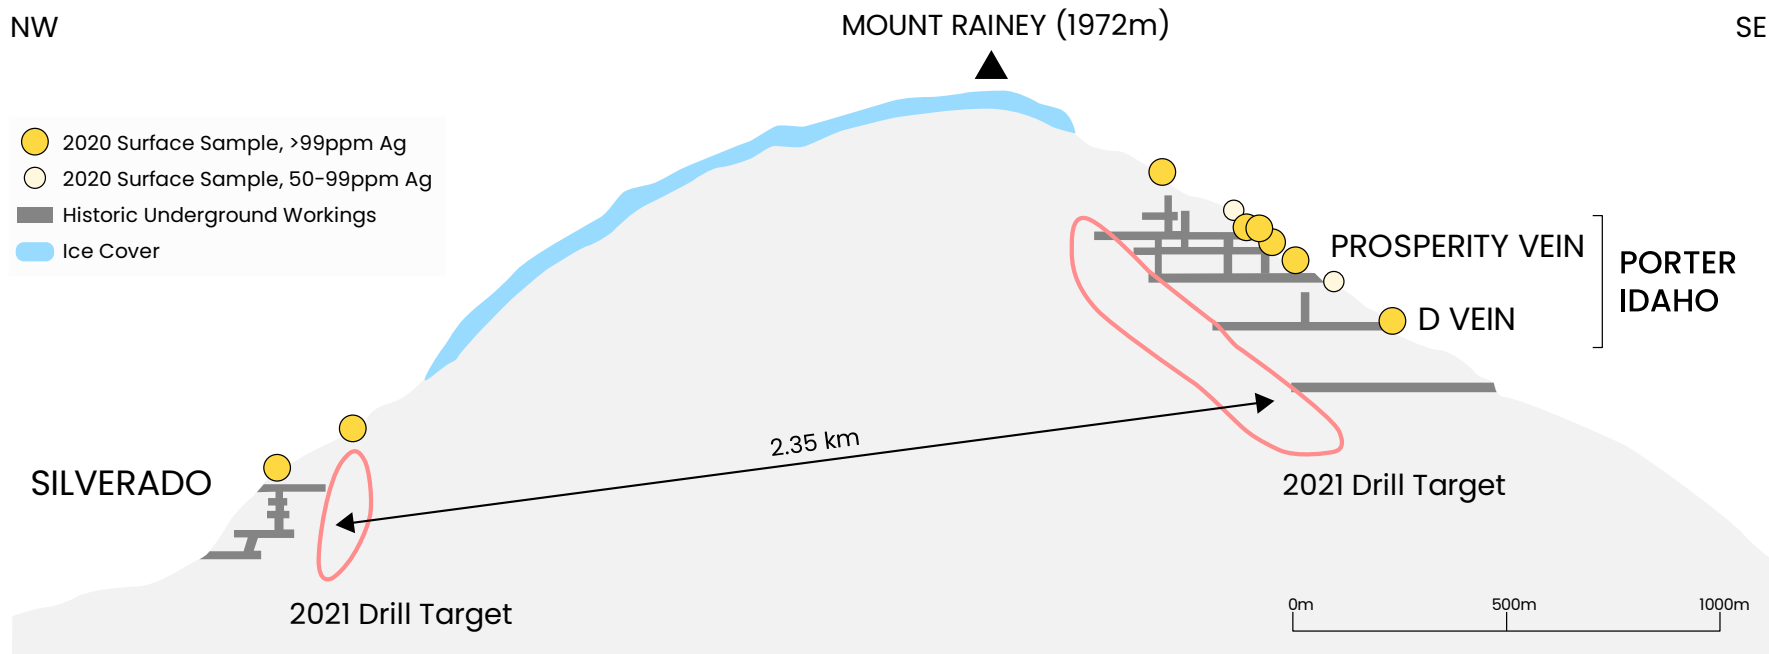 NW
MOUNT RAINEY (1972m)
SE
2020 Surface Sample, >99ppm Ag
2020 Surface Sample, 50-99ppm Ag
Historic Underground Workings
Ice Cover
PROSPERITY VEIN
PORTER
IDAHO
D VEIN
2.35 km
SILVERADO
2021 Drill Target
2021 Drill Target
0m
500m
1000m